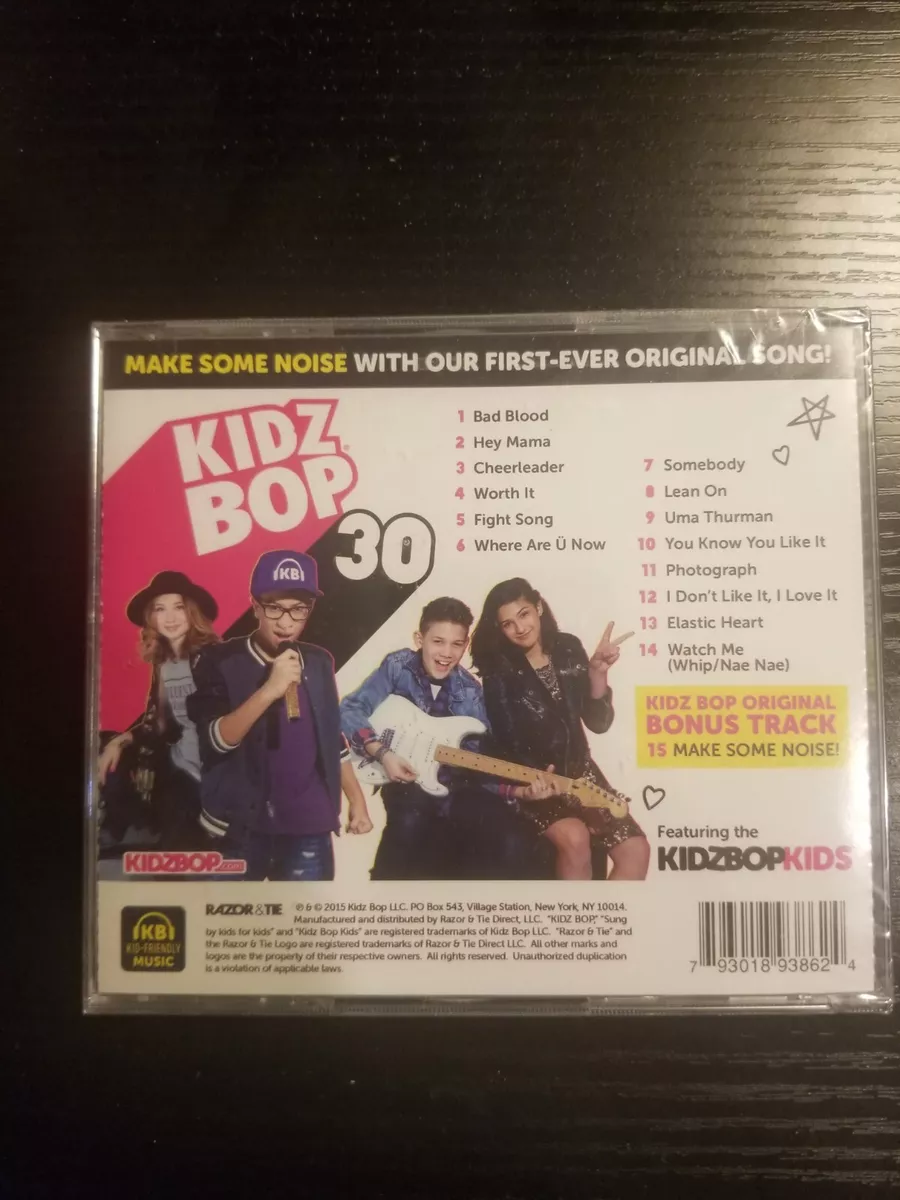 MAKE SOME NOISE WITH OUR FIRST-EVER ORIGINAL SONG!
KIDZ
BOP
30
1 Bad Blood
2 Hey Mama
3 Cheerleader
4 Worth It
5 Fight Song
6 Where Are Ü Now
7 Somebody
8 Lean On
9 Uma Thurman
10 You Know You Like It
11 Photograph
12 I Don't Like It, I Love It
13 Elastic Heart
14 Watch Me
(Whip/Nae Nae)
KIDZ BOP ORIGINAL
BONUS TRACK
15 MAKE SOME NOISE!
KB
Featuring the
KIDZBOPKIDS
KIDZBOP.com
KB
KID-FRIENDLY
MUSIC
RAZOR & TIE ℗ & © 2015 Kidz Bop LLC. PO Box 543, Village Station, New York, NY 10014.
Manufactured and distributed by Razor & Tie Direct, LLC. "KIDZ BOP," "Sung
by kids for kids" and "Kidz Bop Kids" are registered trademarks of Kidz Bop LLC. "Razor & Tie" and
the Razor & Tie Logo are registered trademarks of Razor & Tie Direct LLC. All other marks and
logos are the property of their respective owners. All rights reserved. Unauthorized duplication
is a violation of applicable laws.
7 93018 93862 4